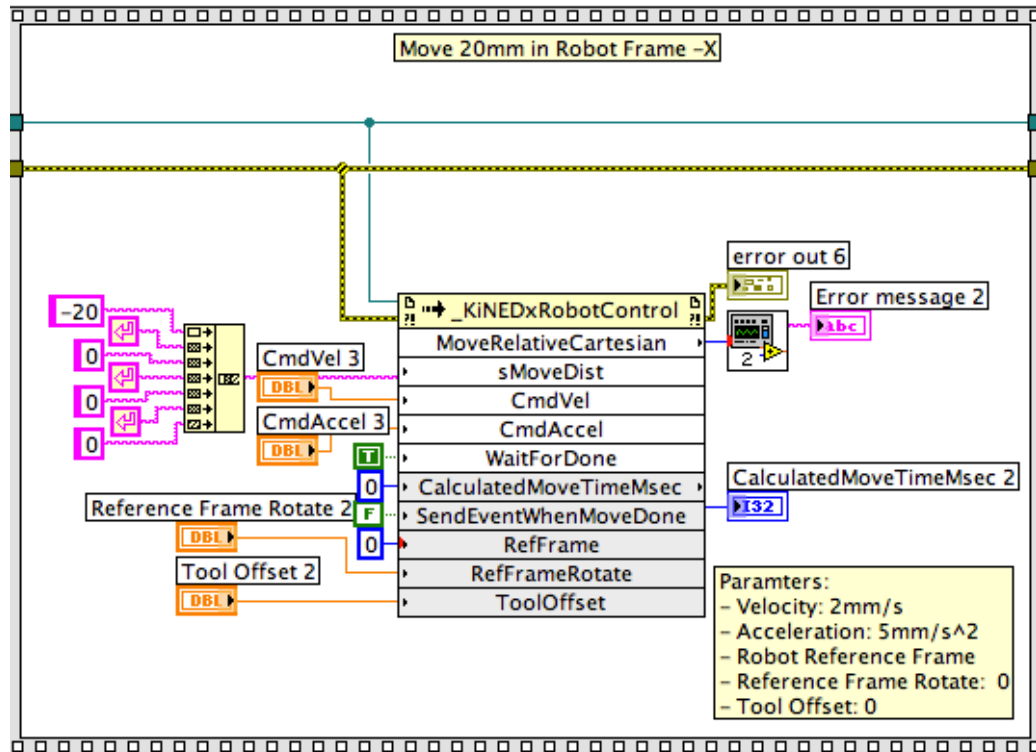 Move 20mm in Robot Frame -X
error out 6
Error message 2
abc
2
-20
0
0
0
CmdVel 3
DBL
CmdAccel 3
DBL
T
0
Reference Frame Rotate 2
F
DBL
0
Tool Offset 2
DBL
_KiNEDxRobotControl
MoveRelativeCartesian
sMoveDist
CmdVel
CmdAccel
WaitForDone
CalculatedMoveTimeMsec
SendEventWhenMoveDone
RefFrame
RefFrameRotate
ToolOffset
CalculatedMoveTimeMsec 2
I32
Paramters:
- Velocity: 2mm/s
- Acceleration: 5mm/s^2
- Robot Reference Frame
- Reference Frame Rotate: 0
- Tool Offset: 0